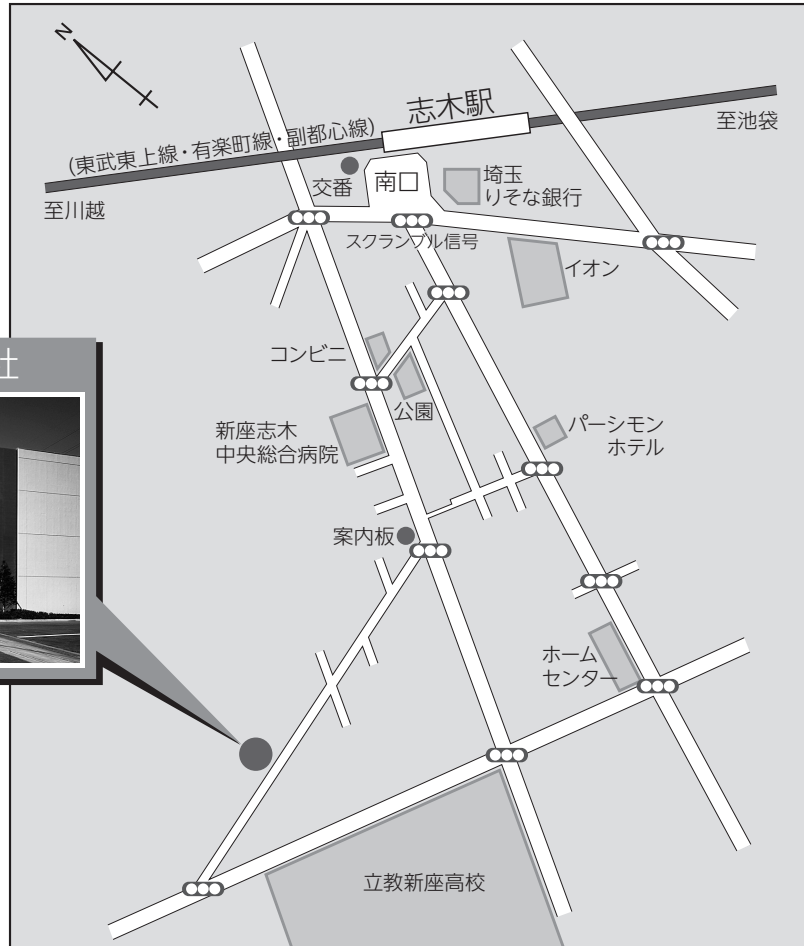 N
志木駅
至池袋
(東武東上線・有楽町線・副都心線)
至川越
交番
南口
埼玉
りそな銀行
スクランブル信号
イオン
コンビニ
社
公園
新座志木
中央総合病院
パーシモン
ホテル
案内板
ホーム
センター
立教新座高校